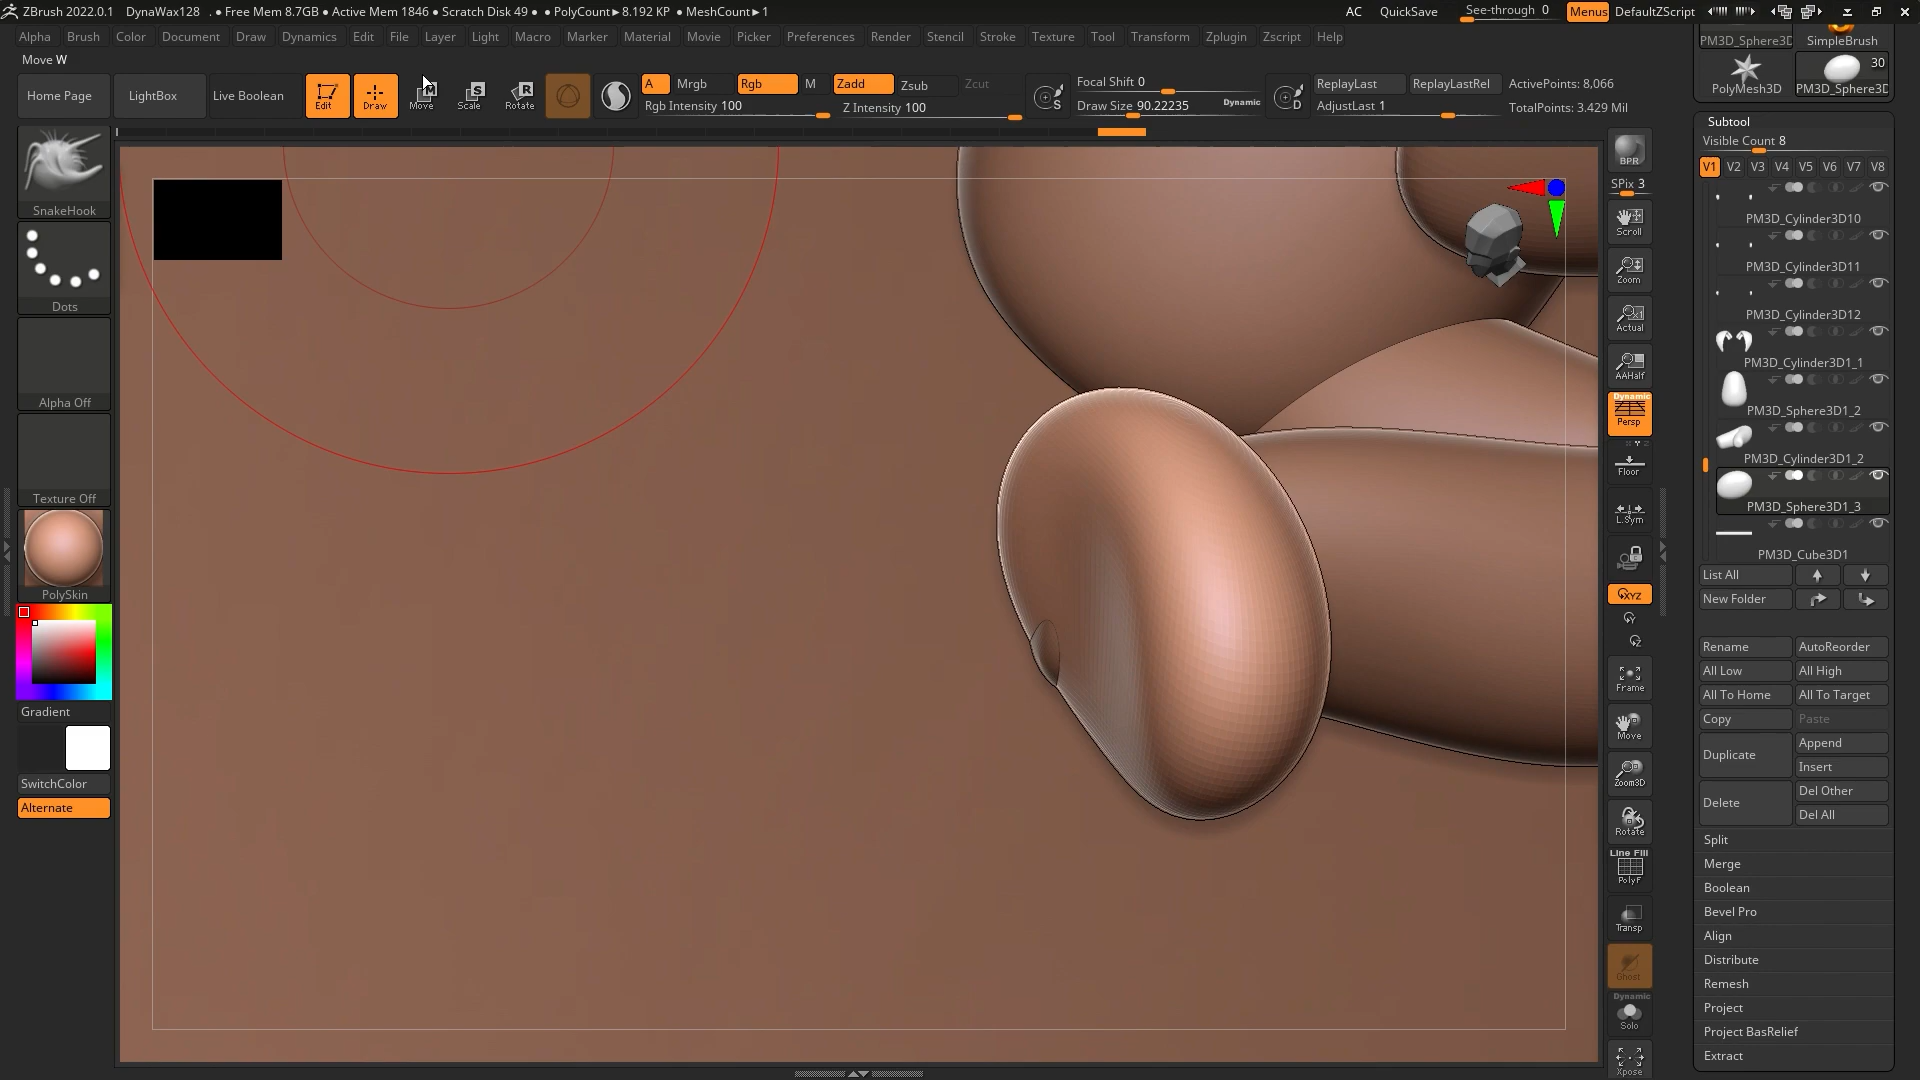 ZBrush 2022.0.1 DynaWax128 . ● Free Mem 8.7GB ● Active Mem 1846 ● Scratch Disk 49 ● ● PolyCount►8.192 KP ● MeshCount►1 AC QuickSave See-through 0 Menus DefaultZScript
Alpha Brush Color Document Draw Dynamics Edit File Layer Light Macro Marker Material Movie Picker Preferences Render Stencil Stroke Texture Tool Transform Zplugin Zscript Help
Move W
Home Page LightBox Live Boolean Edit Draw Move Scale Rotate
A Mrgb Rgb M Zadd Zsub Zcut
Rgb Intensity 100 Z Intensity 100
S
Focal Shift 0
Draw Size 90.22235 Dynamic
D
ReplayLast ReplayLastRel ActivePoints: 8,066
AdjustLast 1 TotalPoints: 3.429 Mil
SnakeHook
Dots
Alpha Off
Texture Off
PolySkin
Gradient
SwitchColor
Alternate
BPR
SPix 3
Scroll
Zoom
Actual
AAHalf
Dynamic
Persp
Floor
L.Sym
XYZ
Y
Z
Frame
Move
Zoom3D
Rotate
Line Fill
PolyF
Transp
Ghost
Dynamic
Solo
Xpose
PM3D_Sphere3D SimpleBrush
30
PolyMesh3D PM3D_Sphere3D
Subtool
Visible Count 8
V1 V2 V3 V4 V5 V6 V7 V8
PM3D_Cylinder3D10
PM3D_Cylinder3D11
PM3D_Cylinder3D12
PM3D_Cylinder3D1_1
PM3D_Sphere3D1_2
PM3D_Cylinder3D1_2
PM3D_Sphere3D1_3
PM3D_Cube3D1
List All
New Folder
Rename AutoReorder
All Low All High
All To Home All To Target
Copy Paste
Duplicate Append
Insert
Delete Del Other
Del All
Split
Merge
Boolean
Bevel Pro
Align
Distribute
Remesh
Project
Project BasRelief
Extract